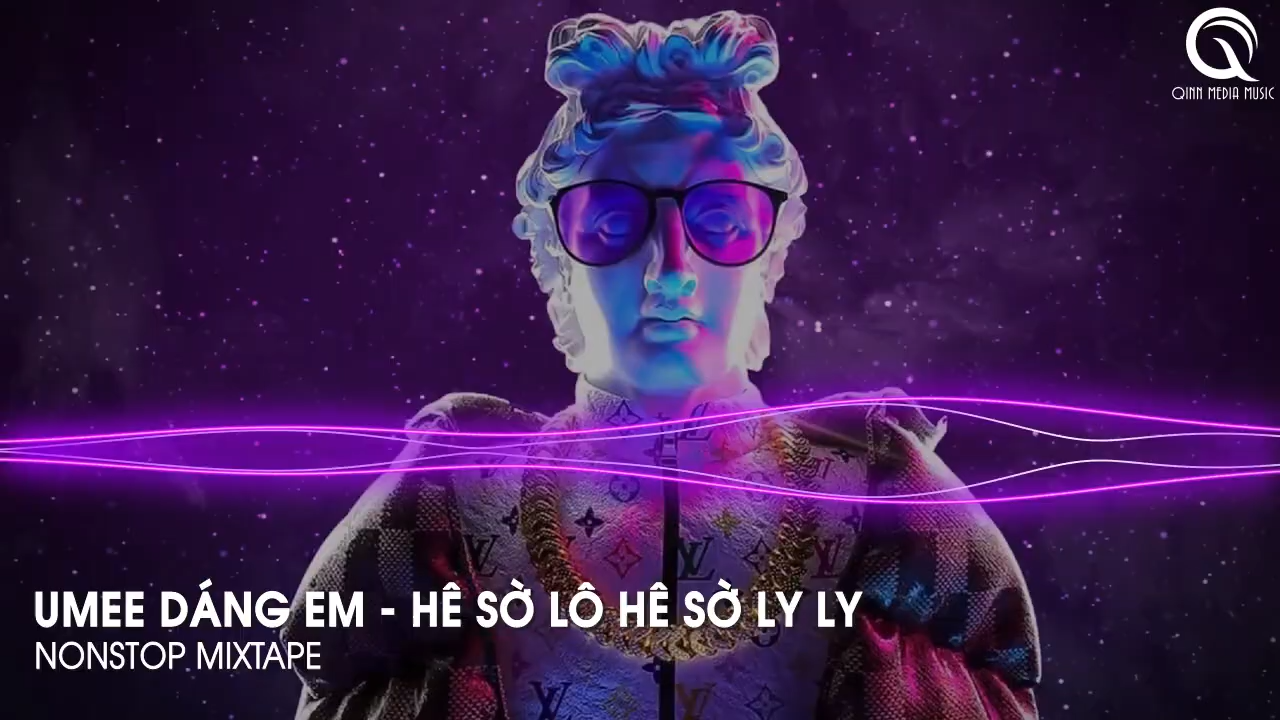 QINN MEDIA MUSIC
UMEE DÁNG EM - HÊ SỜ LÔ HÊ SỜ LY LY
NONSTOP MIXTAPE